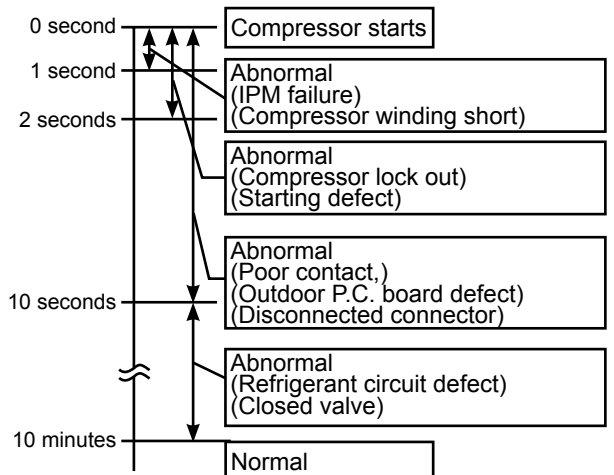 0 second
Compressor starts
1 second
Abnormal
(IPM failure)
(Compressor winding short)
2 seconds
Abnormal
(Compressor lock out)
(Starting defect)
Abnormal
(Poor contact,)
(Outdoor P.C. board defect)
(Disconnected connector)
10 seconds
Abnormal
(Refrigerant circuit defect)
(Closed valve)
10 minutes
Normal